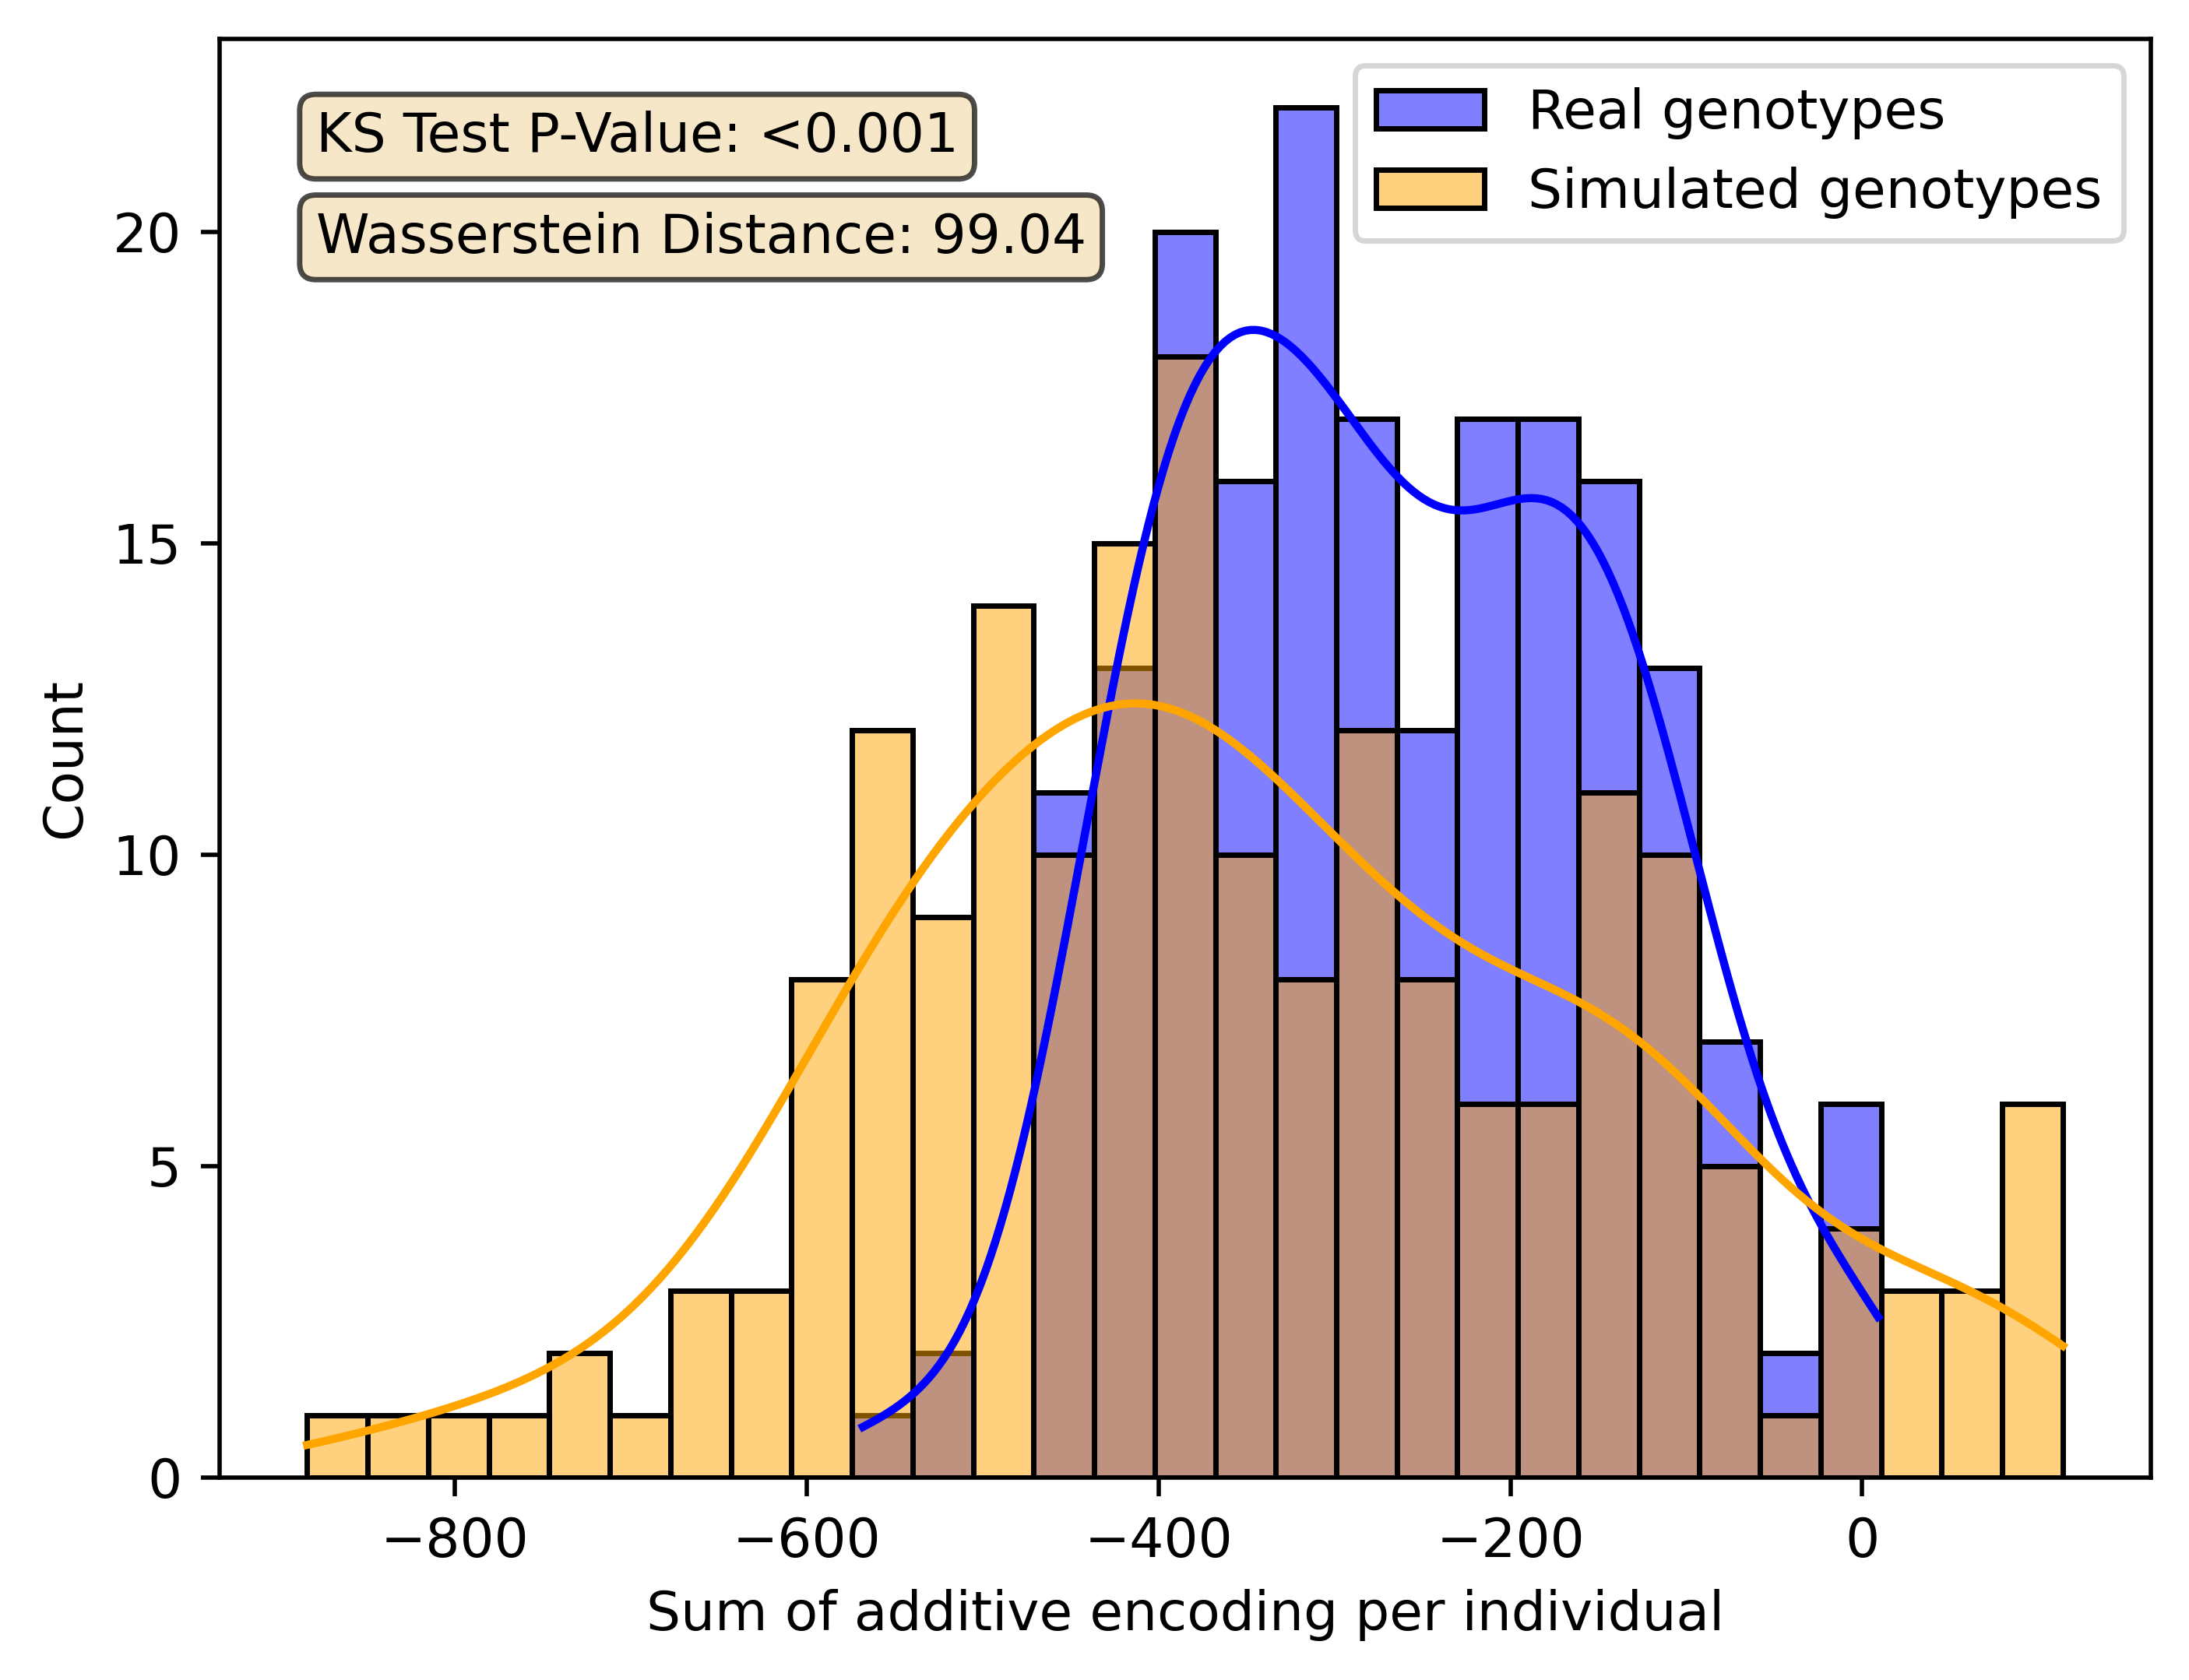 KS Test P-Value: <0.001
Wasserstein Distance: 99.04
Real genotypes
Simulated genotypes
Count
20
15
10
5
0
−800
−600
−400
−200
0
Sum of additive encoding per individual